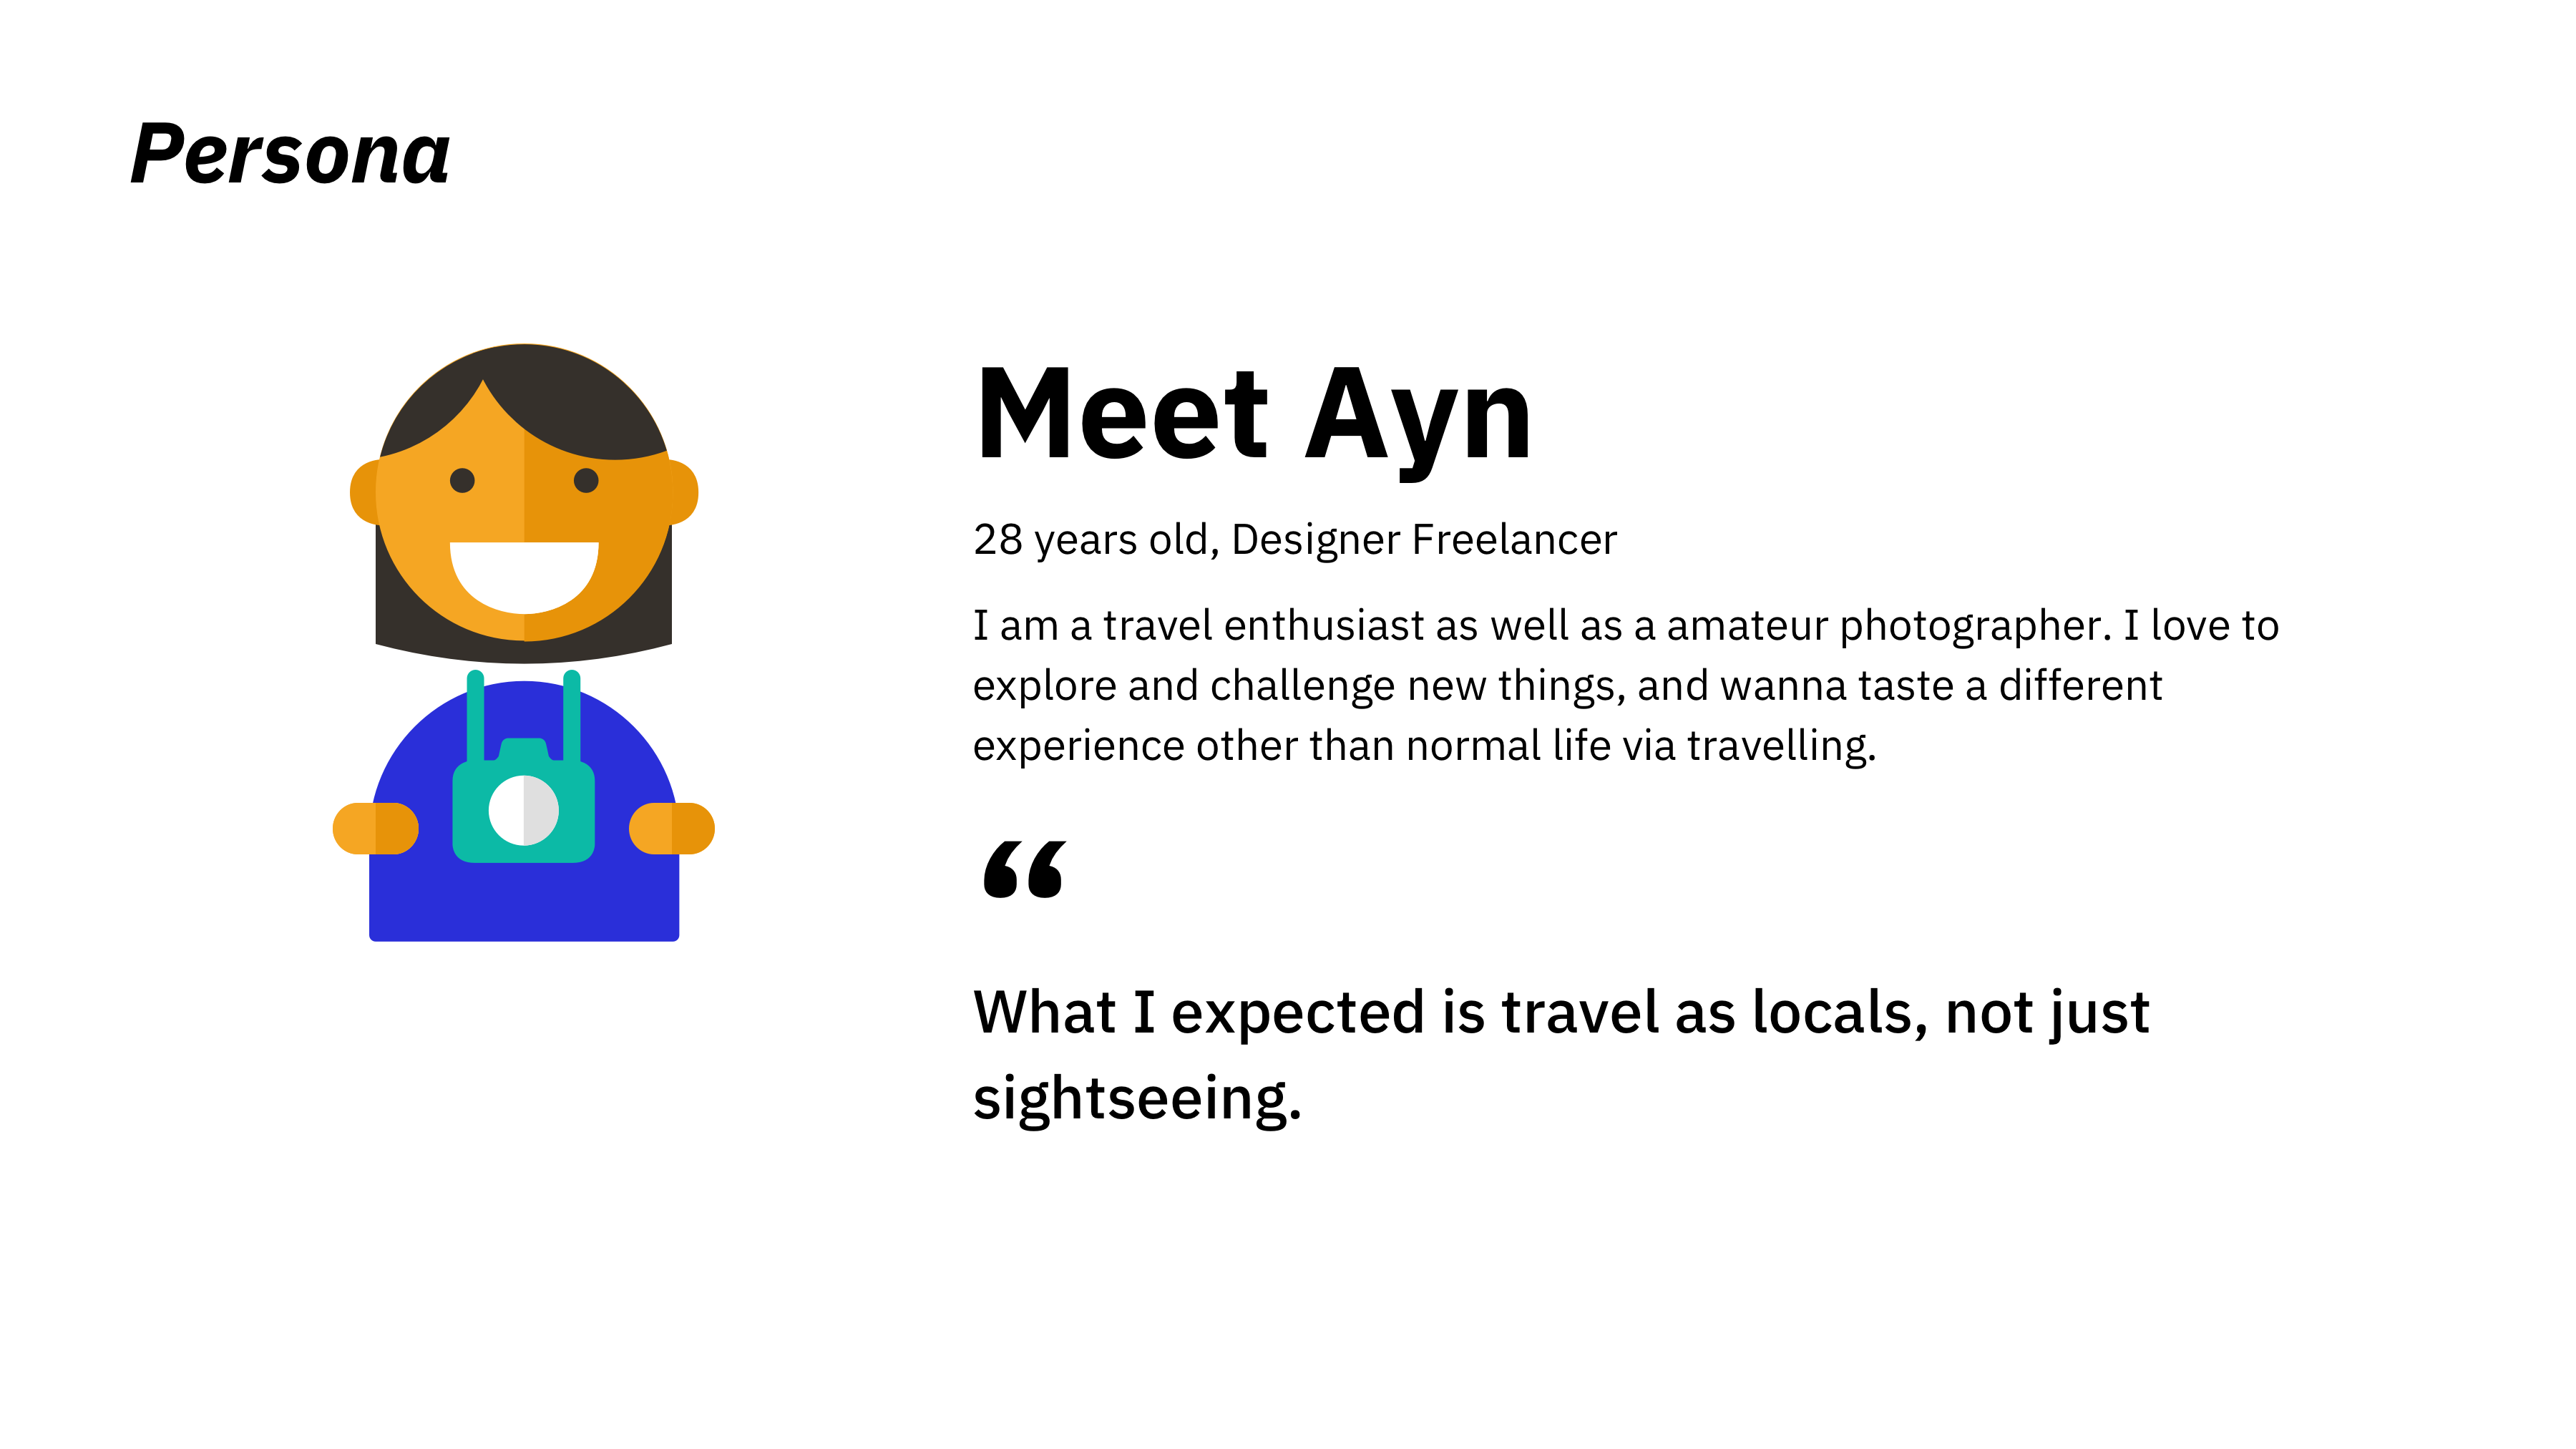 Persona
Meet Ayn
28 years old, Designer Freelancer
I am a travel enthusiast as well as a amateur photographer. I love to
explore and challenge new things, and wanna taste a different
experience other than normal life via travelling.
“
What I expected is travel as locals, not just
sightseeing.